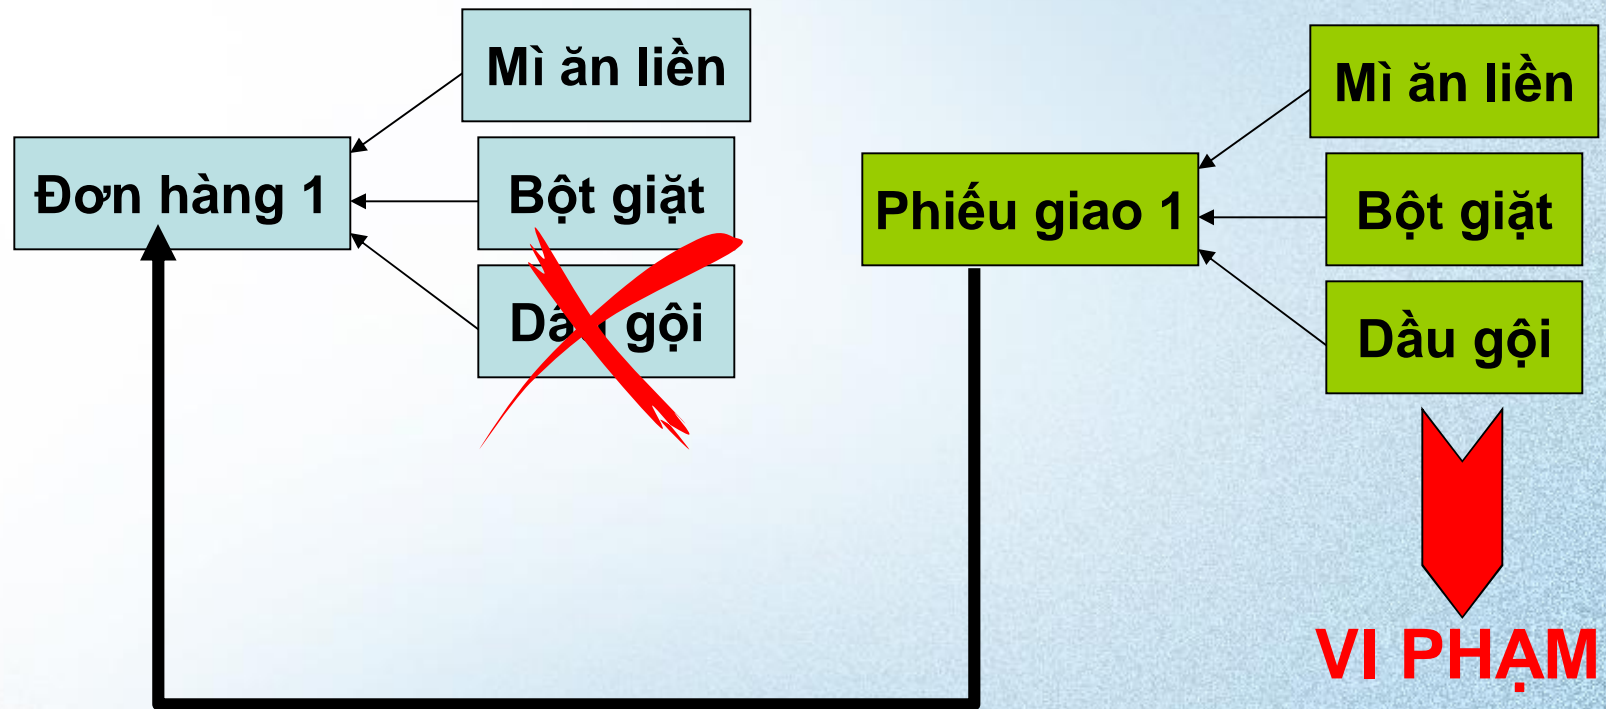 Mì ăn liền
Đơn hàng 1
Bột giặt
Dầu gội
Mì ăn liền
Phiếu giao 1
Bột giặt
Dầu gội
VI PHẠM